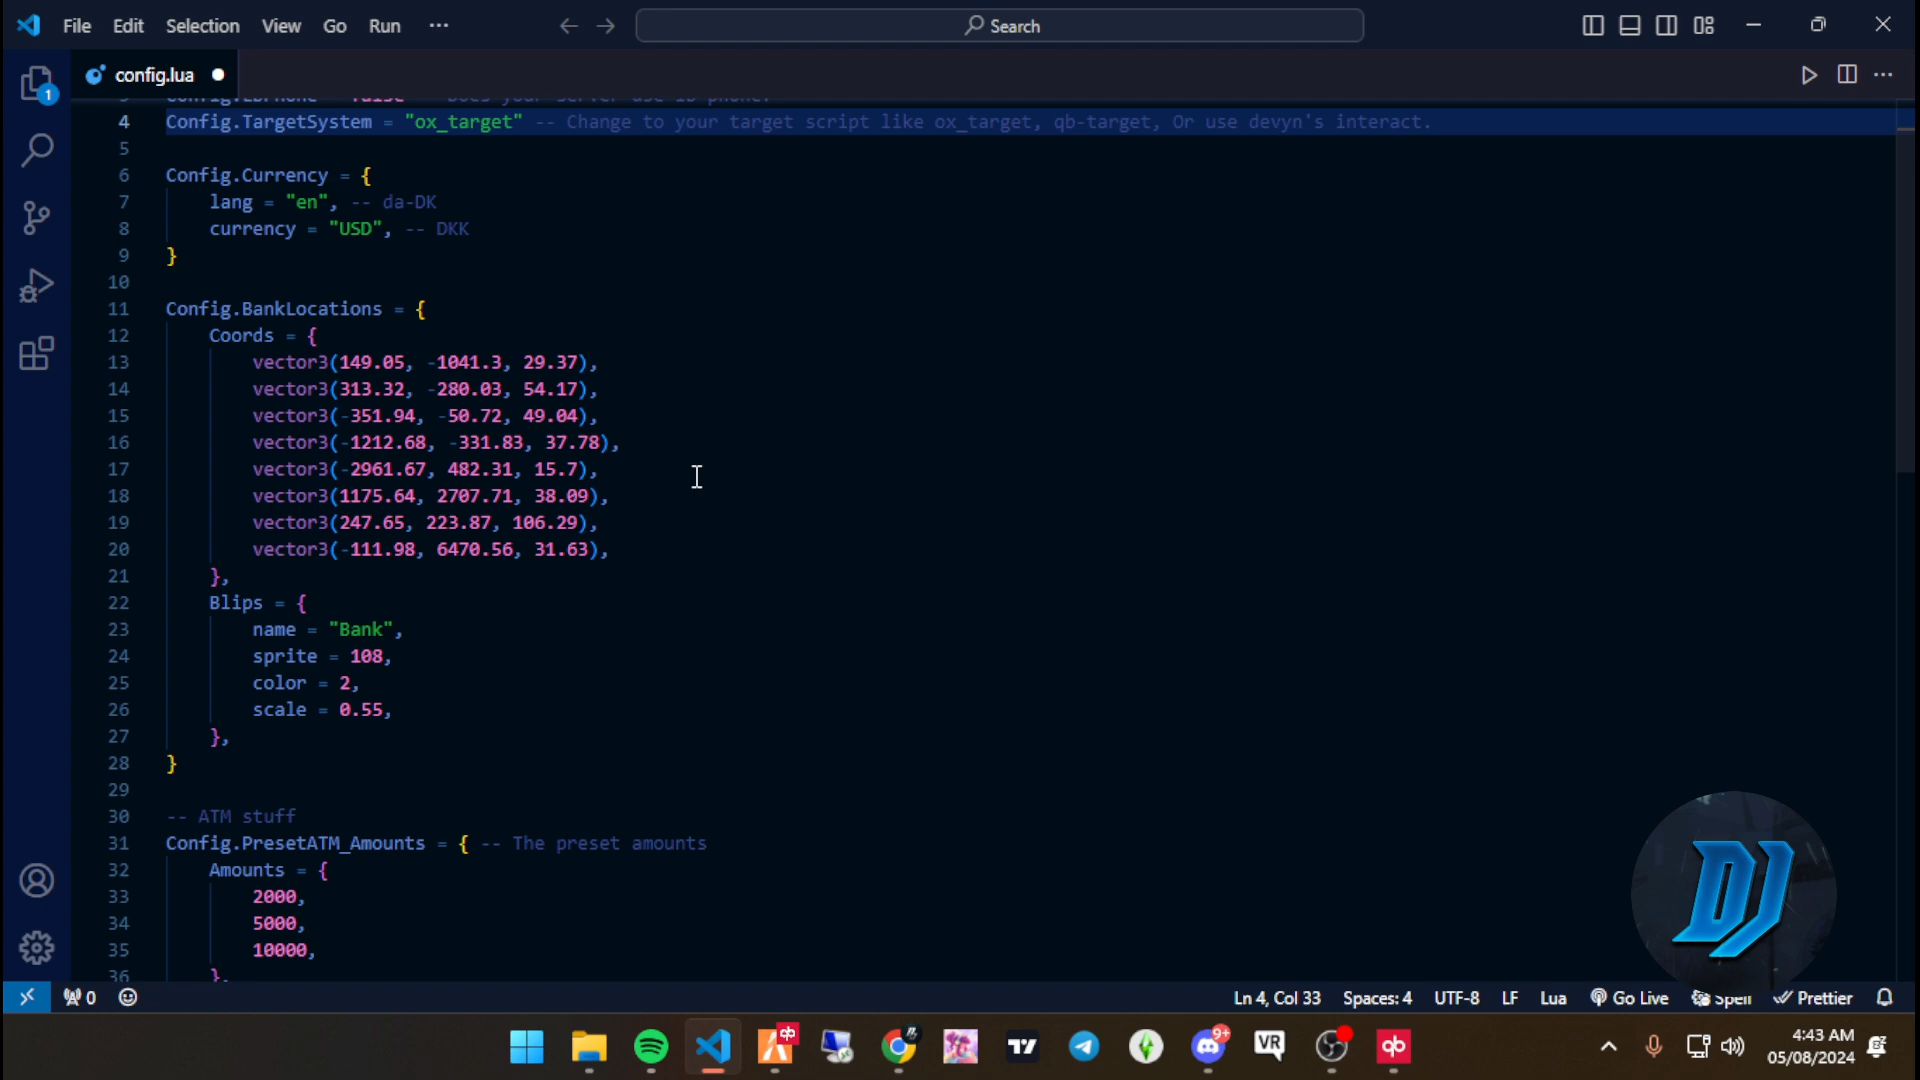 File Edit Selection View Go Run ··· Search
config.lua
1
4 Config.TargetSystem = "ox_target" -- Change to your target script like ox_target, qb-target, Or use devyn's interact.
5
6 Config.Currency = {
7 lang = "en", -- da-DK
8 currency = "USD", -- DKK
9 }
10
11 Config.BankLocations = {
12 Coords = {
13 vector3(149.05, -1041.3, 29.37),
14 vector3(313.32, -280.03, 54.17),
15 vector3(-351.94, -50.72, 49.04),
16 vector3(-1212.68, -331.83, 37.78),
17 vector3(-2961.67, 482.31, 15.7),
18 vector3(1175.64, 2707.71, 38.09),
19 vector3(247.65, 223.87, 106.29),
20 vector3(-111.98, 6470.56, 31.63),
21 },
22 Blips = {
23 name = "Bank",
24 sprite = 108,
25 color = 2,
26 scale = 0.55,
27 },
28 }
29
30 -- ATM stuff
31 Config.PresetATM_Amounts = { -- The preset amounts
32 Amounts = {
33 2000,
34 5000,
35 10000,
36 },
DJ
0 Ln 4, Col 33 Spaces: 4 UTF-8 LF Lua Go Live Spell Prettier
qb 9+ VR qb
4:43 AM
05/08/2024